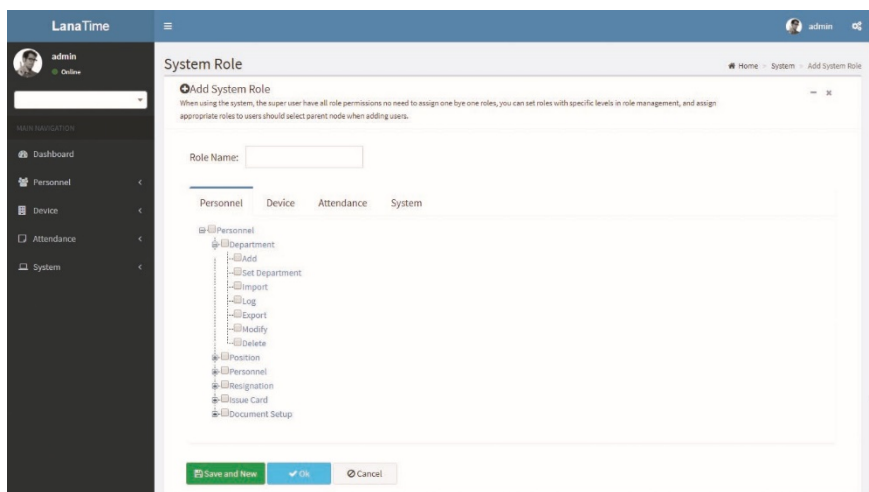 LanaTime
admin
admin
Online
MAIN NAVIGATION
Dashboard
Personnel
Device
Attendance
System
System Role
Home > System > Add System Role
Add System Role
When using the system, the super user have all role permissions no need to assign one bye one roles, you can set roles with specific levels in role management, and assign
appropriate roles to users should select parent node when adding users.
Role Name:
Personnel Device Attendance System
Personnel
Department
Add
Set Department
Import
Log
Export
Modify
Delete
Position
Personnel
Resignation
Issue Card
Document Setup
Save and New Ok Cancel